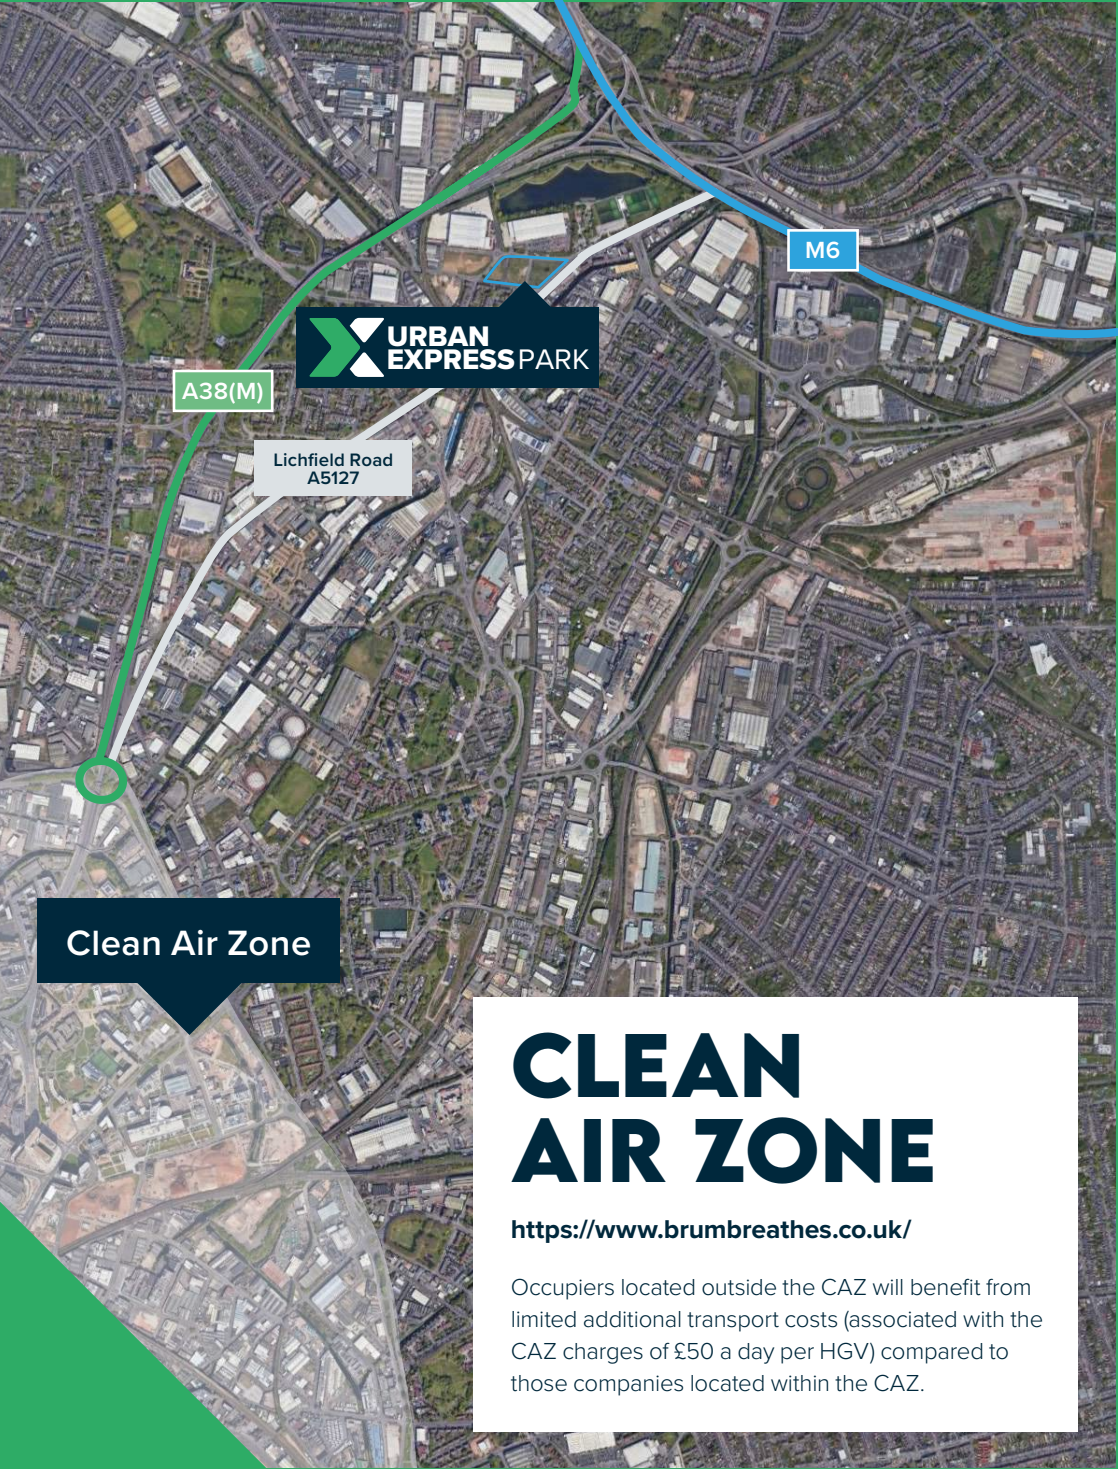 M6
URBAN
EXPRESS PARK
A38(M)
Lichfield Road
A5127
Clean Air Zone
CLEAN
AIR ZONE
https://www.brumbreathes.co.uk/
Occupiers located outside the CAZ will benefit from
limited additional transport costs (associated with the
CAZ charges of £50 a day per HGV) compared to
those companies located within the CAZ.